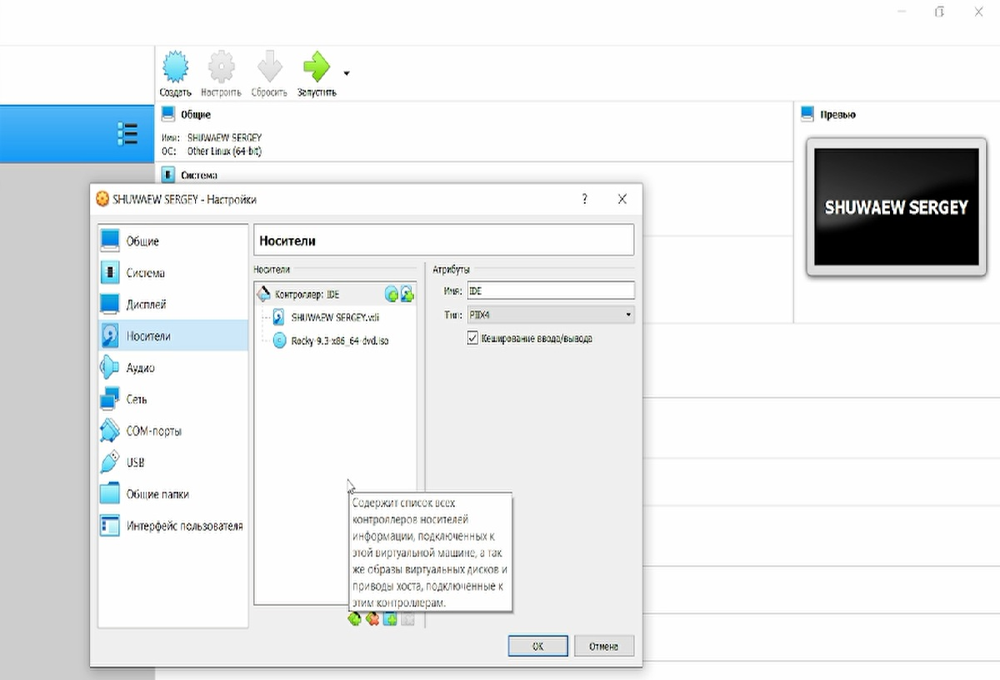 Создать Настроить Сбросить Запустить
Общие
Имя: SHUWAEW SERGEY
ОС: Other Linux (64-bit)
Система
Превью
SHUWAEW SERGEY
SHUWAEW SERGEY - Настройки
?
Общие
Система
Дисплей
Носители
Аудио
Сеть
COM-порты
USB
Общие папки
Интерфейс пользователя
Носители
Носители
Контроллер: IDE
SHUWAEW SERGEY.vdi
Rocky-9.3-x86_64-dvd.iso
Атрибуты
Имя: IDE
Тип: PIIX4
Кеширование ввода/вывода
Содержит список всех
контроллеров носителей
информации, подключенных к
этой виртуальной машине, а так
же образы виртуальных дисков и
приводы хоста, подключенные к
этим контроллерам.
OK Отмена